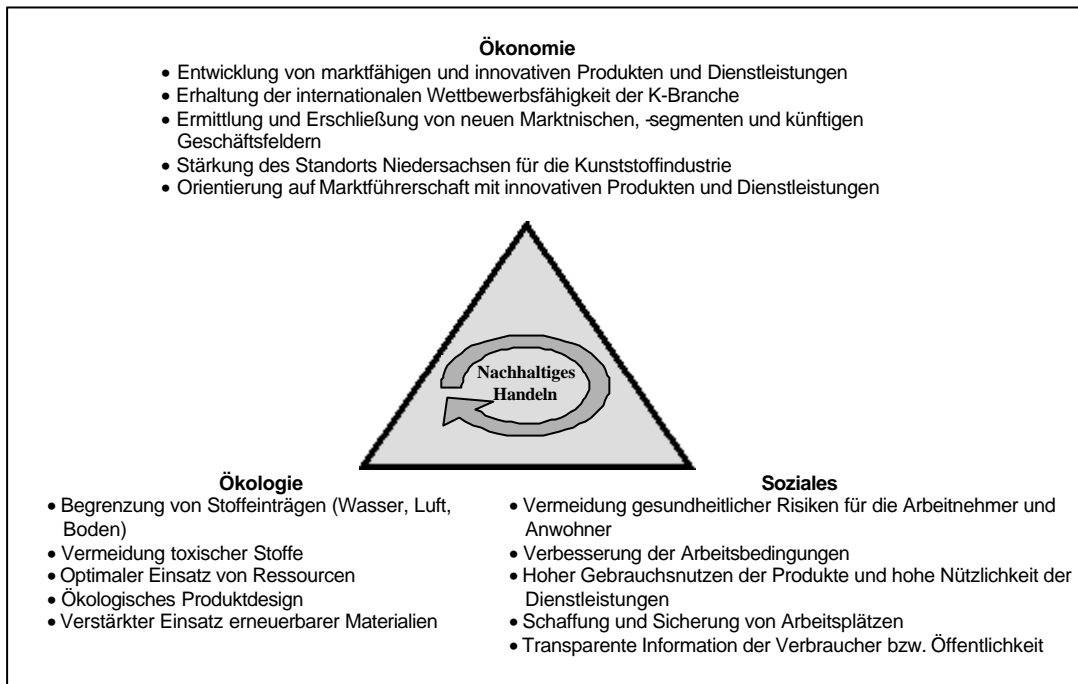 Ökonomie
• Entwicklung von marktfähigen und innovativen Produkten und Dienstleistungen
• Erhaltung der internationalen Wettbewerbsfähigkeit der K-Branche
• Ermittlung und Erschließung von neuen Marktnischen, -segmenten und künftigen
Geschäftsfeldern
• Stärkung des Standorts Niedersachsen für die Kunststoffindustrie
• Orientierung auf Marktführerschaft mit innovativen Produkten und Dienstleistungen
Nachhaltiges
Handeln
Ökologie
• Begrenzung von Stoffeinträgen (Wasser, Luft,
Boden)
• Vermeidung toxischer Stoffe
• Optimaler Einsatz von Ressourcen
• Ökologisches Produktdesign
• Verstärkter Einsatz erneuerbarer Materialien
Soziales
• Vermeidung gesundheitlicher Risiken für die Arbeitnehmer und
Anwohner
• Verbesserung der Arbeitsbedingungen
• Hoher Gebrauchsnutzen der Produkte und hohe Nützlichkeit der
Dienstleistungen
• Schaffung und Sicherung von Arbeitsplätzen
• Transparente Information der Verbraucher bzw. Öffentlichkeit